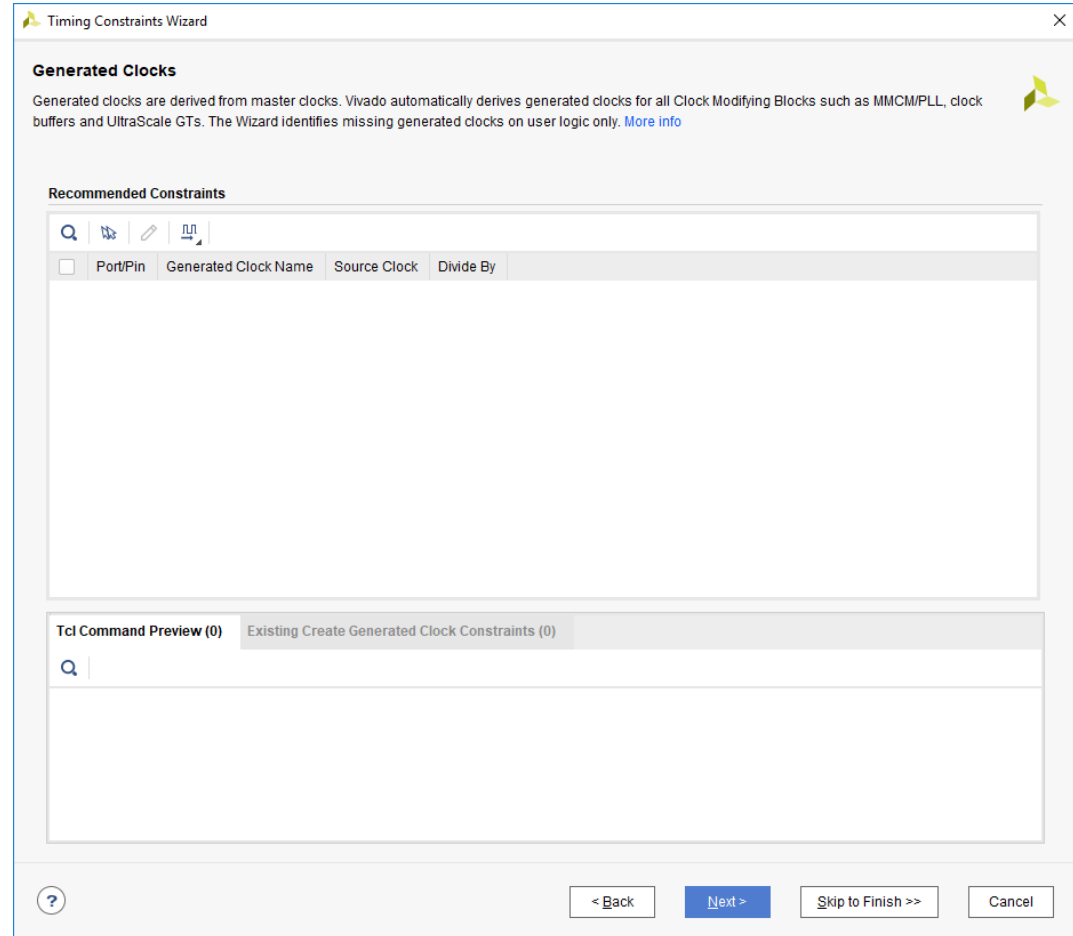 Timing Constraints Wizard
Generated Clocks
Generated clocks are derived from master clocks. Vivado automatically derives generated clocks for all Clock Modifying Blocks such as MMCM/PLL, clock
buffers and UltraScale GTs. The Wizard identifies missing generated clocks on user logic only. More info
Recommended Constraints
Port/Pin Generated Clock Name Source Clock Divide By
Tcl Command Preview (0) Existing Create Generated Clock Constraints (0)
? < Back Next > Skip to Finish >> Cancel